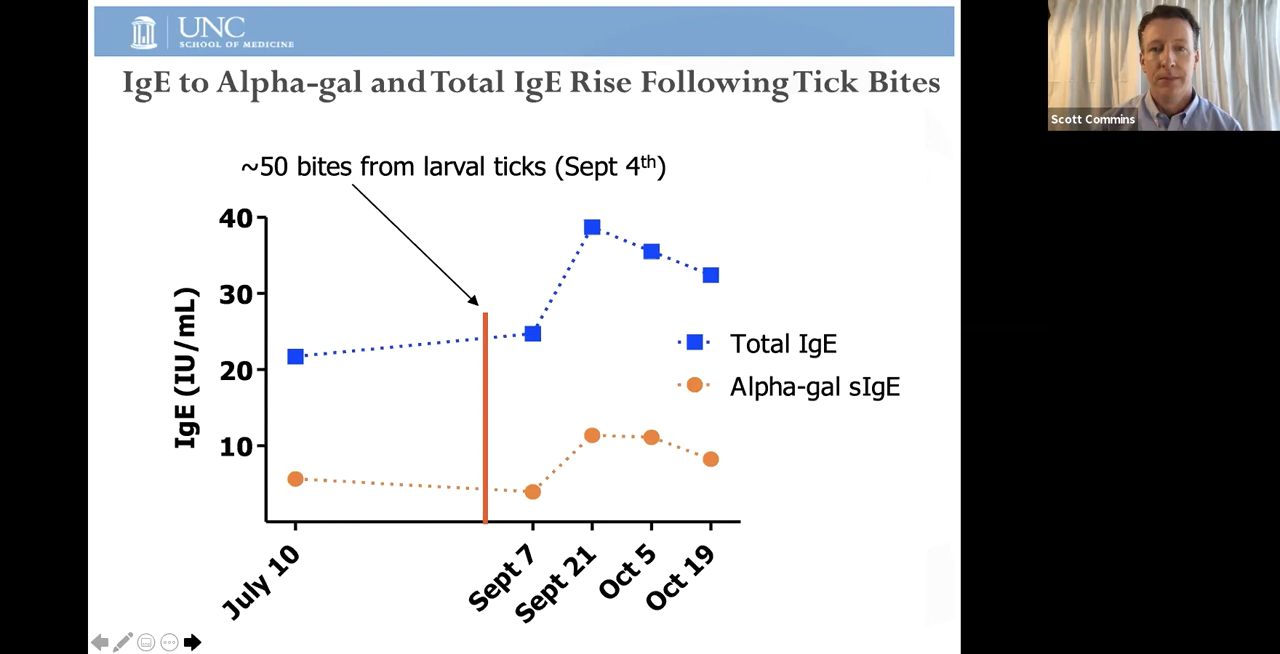 UNC
SCHOOL OF MEDICINE
IgE to Alpha-gal and Total IgE Rise Following Tick Bites
Scott Commins
~50 bites from larval ticks (Sept 4th)
40
30
20
10
IgE (IU/mL)
Total IgE
Alpha-gal sIgE
July 10
Sept 7
Sept 21
Oct 5
Oct 19